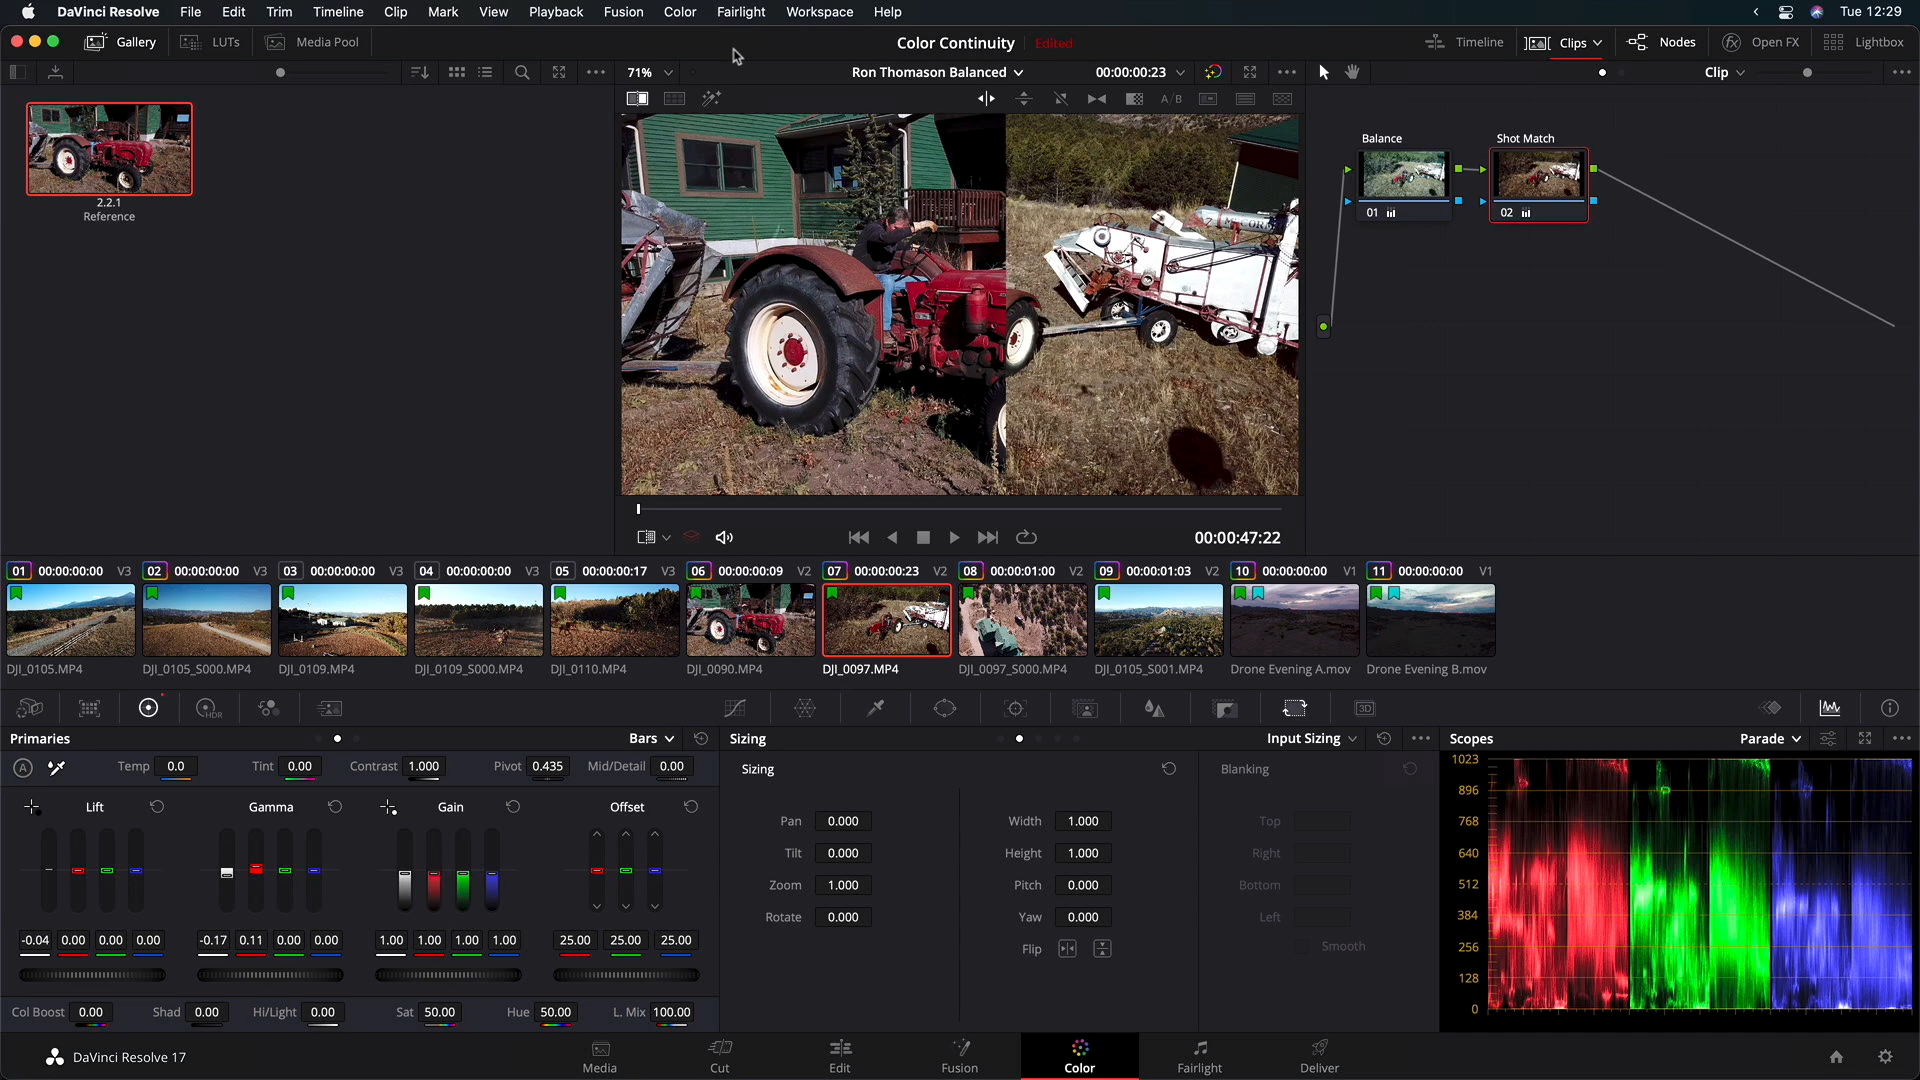 DaVinci Resolve File Edit Trim Timeline Clip Mark View Playback Fusion Color Fairlight Workspace Help Tue 12:29
Gallery LUTs Media Pool Color Continuity Edited Timeline Clips Nodes Open FX Lightbox
71% Ron Thomason Balanced 00:00:00:23 Clip
A/B
2.2.1
Reference
Balance Shot Match
01 02
00:00:47:22
01 00:00:00:00 V3 02 00:00:00:00 V3 03 00:00:00:00 V3 04 00:00:00:00 V3 05 00:00:00:17 V3 06 00:00:00:09 V2 07 00:00:00:23 V2 08 00:00:01:00 V2 09 00:00:01:03 V2 10 00:00:00:00 V1 11 00:00:00:00 V1
DJI_0105.MP4 DJI_0105_S000.MP4 DJI_0109.MP4 DJI_0109_S000.MP4 DJI_0110.MP4 DJI_0090.MP4 DJI_0097.MP4 DJI_0097_S000.MP4 DJI_0105_S001.MP4 Drone Evening A.mov Drone Evening B.mov
HDR 3D
Primaries Bars Sizing Input Sizing Scopes Parade
A Temp 0.0 Tint 0.00 Contrast 1.000 Pivot 0.435 Mid/Detail 0.00
Lift Gamma Gain Offset
-0.04 0.00 0.00 0.00 -0.17 0.11 0.00 0.00 1.00 1.00 1.00 1.00 25.00 25.00 25.00
Col Boost 0.00 Shad 0.00 Hi/Light 0.00 Sat 50.00 Hue 50.00 L. Mix 100.00
Sizing Blanking
Pan 0.000 Width 1.000 Top
Tilt 0.000 Height 1.000 Right
Zoom 1.000 Pitch 0.000 Bottom
Rotate 0.000 Yaw 0.000 Left
Flip Smooth
1023
896
768
640
512
384
256
128
0
DaVinci Resolve 17 Media Cut Edit Fusion Color Fairlight Deliver